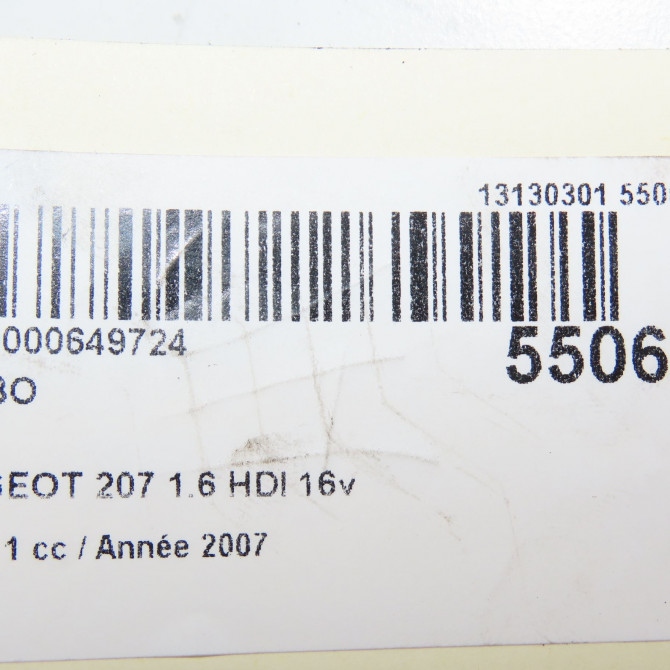 13130301 550
000649724
5506
BO
GEOT 207 1.6 HDI 16v
1 cc / Année 2007